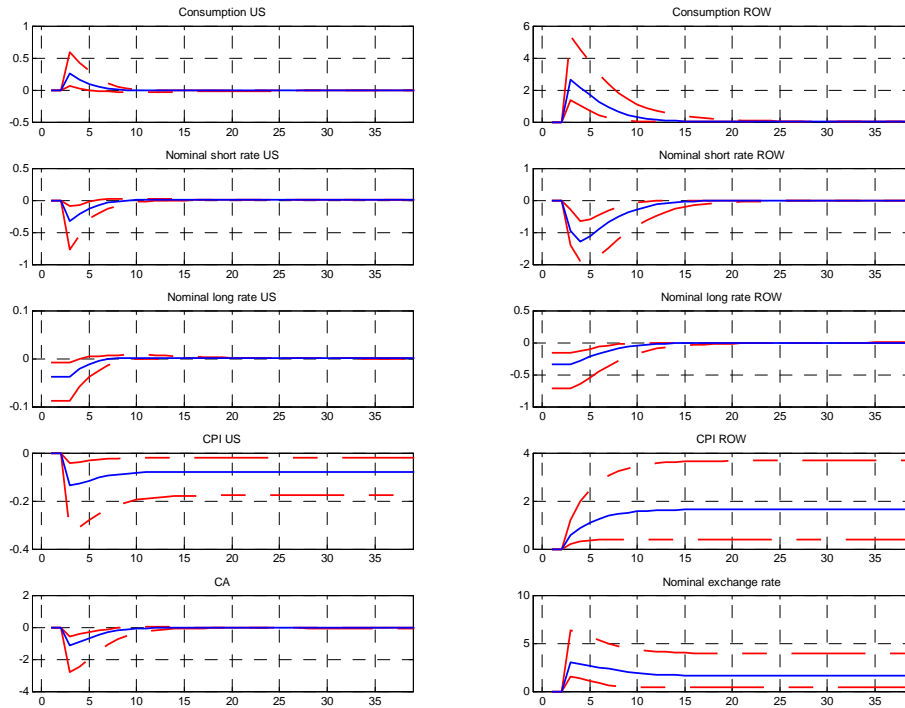 Consumption US
1
0.5
0
-0.5
0 5 10 15 20 25 30 35
Consumption ROW
6
4
2
0
0 5 10 15 20 25 30 35
Nominal short rate US
0.5
0
-0.5
-1
0 5 10 15 20 25 30 35
Nominal short rate ROW
1
0
-1
-2
0 5 10 15 20 25 30 35
Nominal long rate US
0.1
0
-0.1
0 5 10 15 20 25 30 35
Nominal long rate ROW
0.5
0
-0.5
-1
0 5 10 15 20 25 30 35
CPI US
0
-0.2
-0.4
0 5 10 15 20 25 30 35
CPI ROW
4
2
0
0 5 10 15 20 25 30 35
CA
2
0
-2
-4
0 5 10 15 20 25 30 35
Nominal exchange rate
10
5
0
0 5 10 15 20 25 30 35